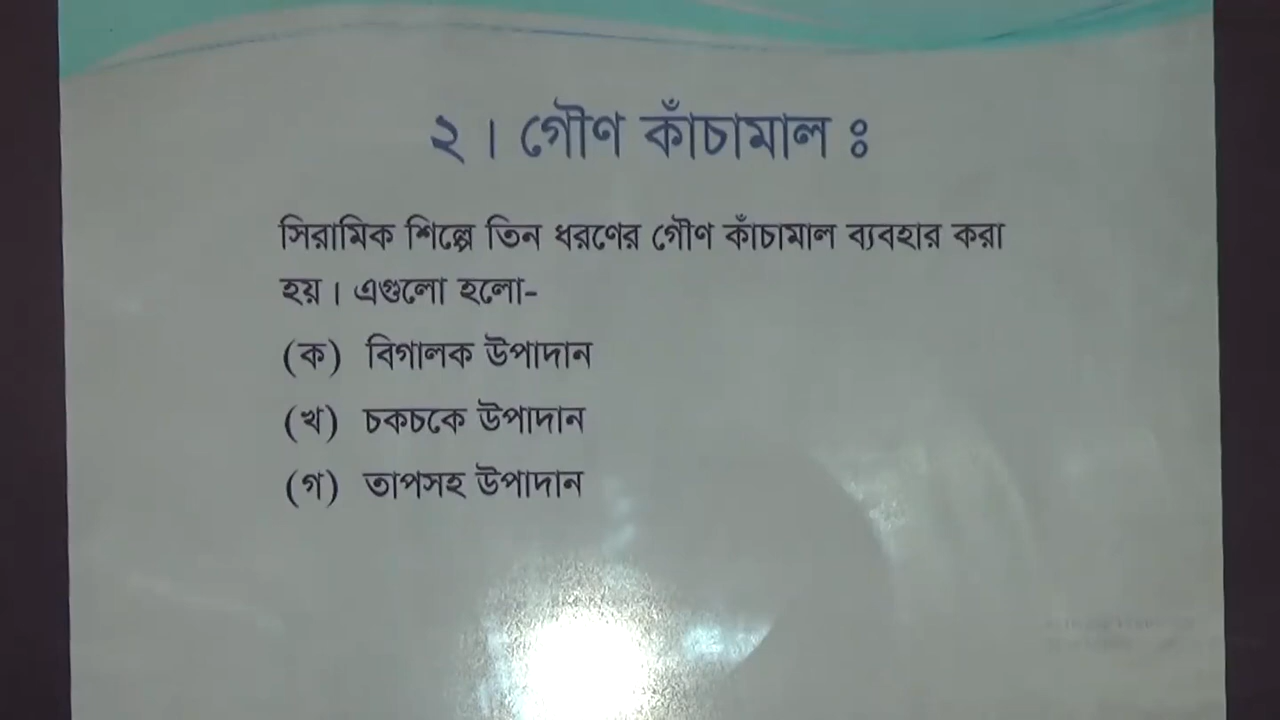 ২। গৌণ কাঁচামাল ঃ
সিরামিক শিল্পে তিন ধরণের গৌণ কাঁচামাল ব্যবহার করা
হয়। এগুলো হলো-
(ক) বিগালক উপাদান
(খ) চকচকে উপাদান
(গ) তাপসহ উপাদান